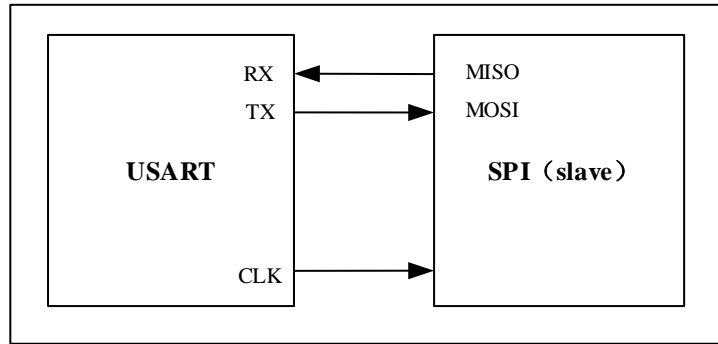 RX
MISO
TX
MOSI
USART
SPI（slave）
CLK